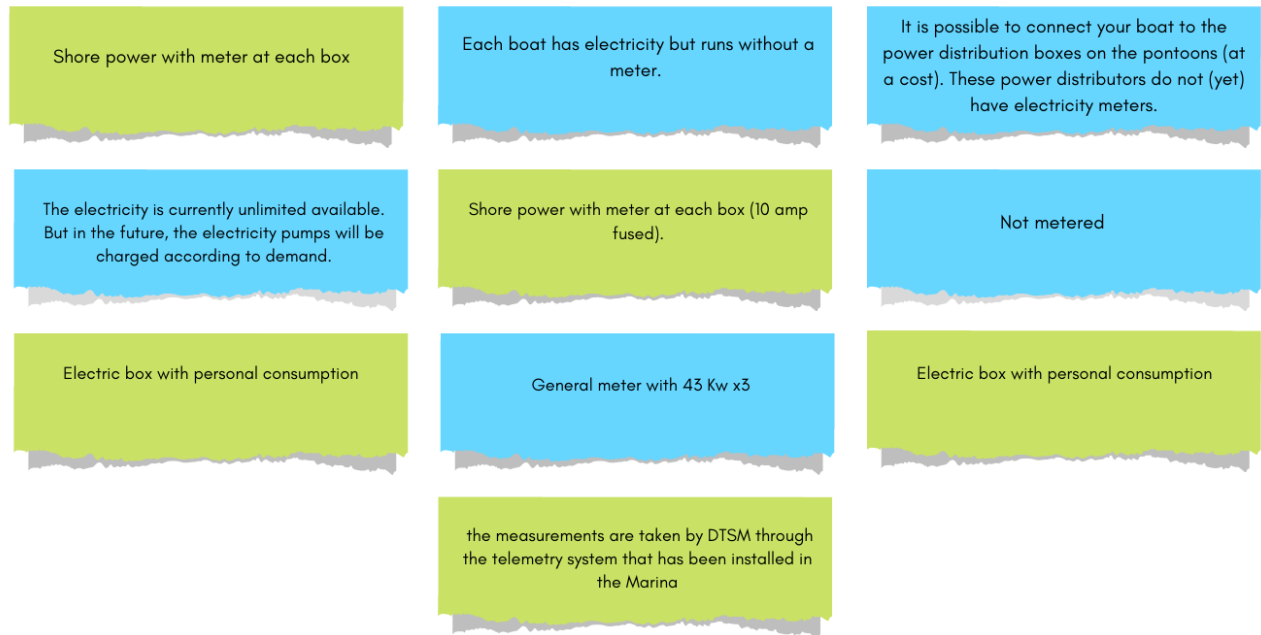 Shore power with meter at each box
Each boat has electricity but runs without a
meter.
It is possible to connect your boat to the
power distribution boxes on the pontoons (at
a cost). These power distributors do not (yet)
have electricity meters.
The electricity is currently unlimited available.
But in the future, the electricity pumps will be
charged according to demand.
Shore power with meter at each box (10 amp
fused).
Not metered
Electric box with personal consumption
General meter with 43 Kw x3
Electric box with personal consumption
the measurements are taken by DTSM through
the telemetry system that has been installed in
the Marina